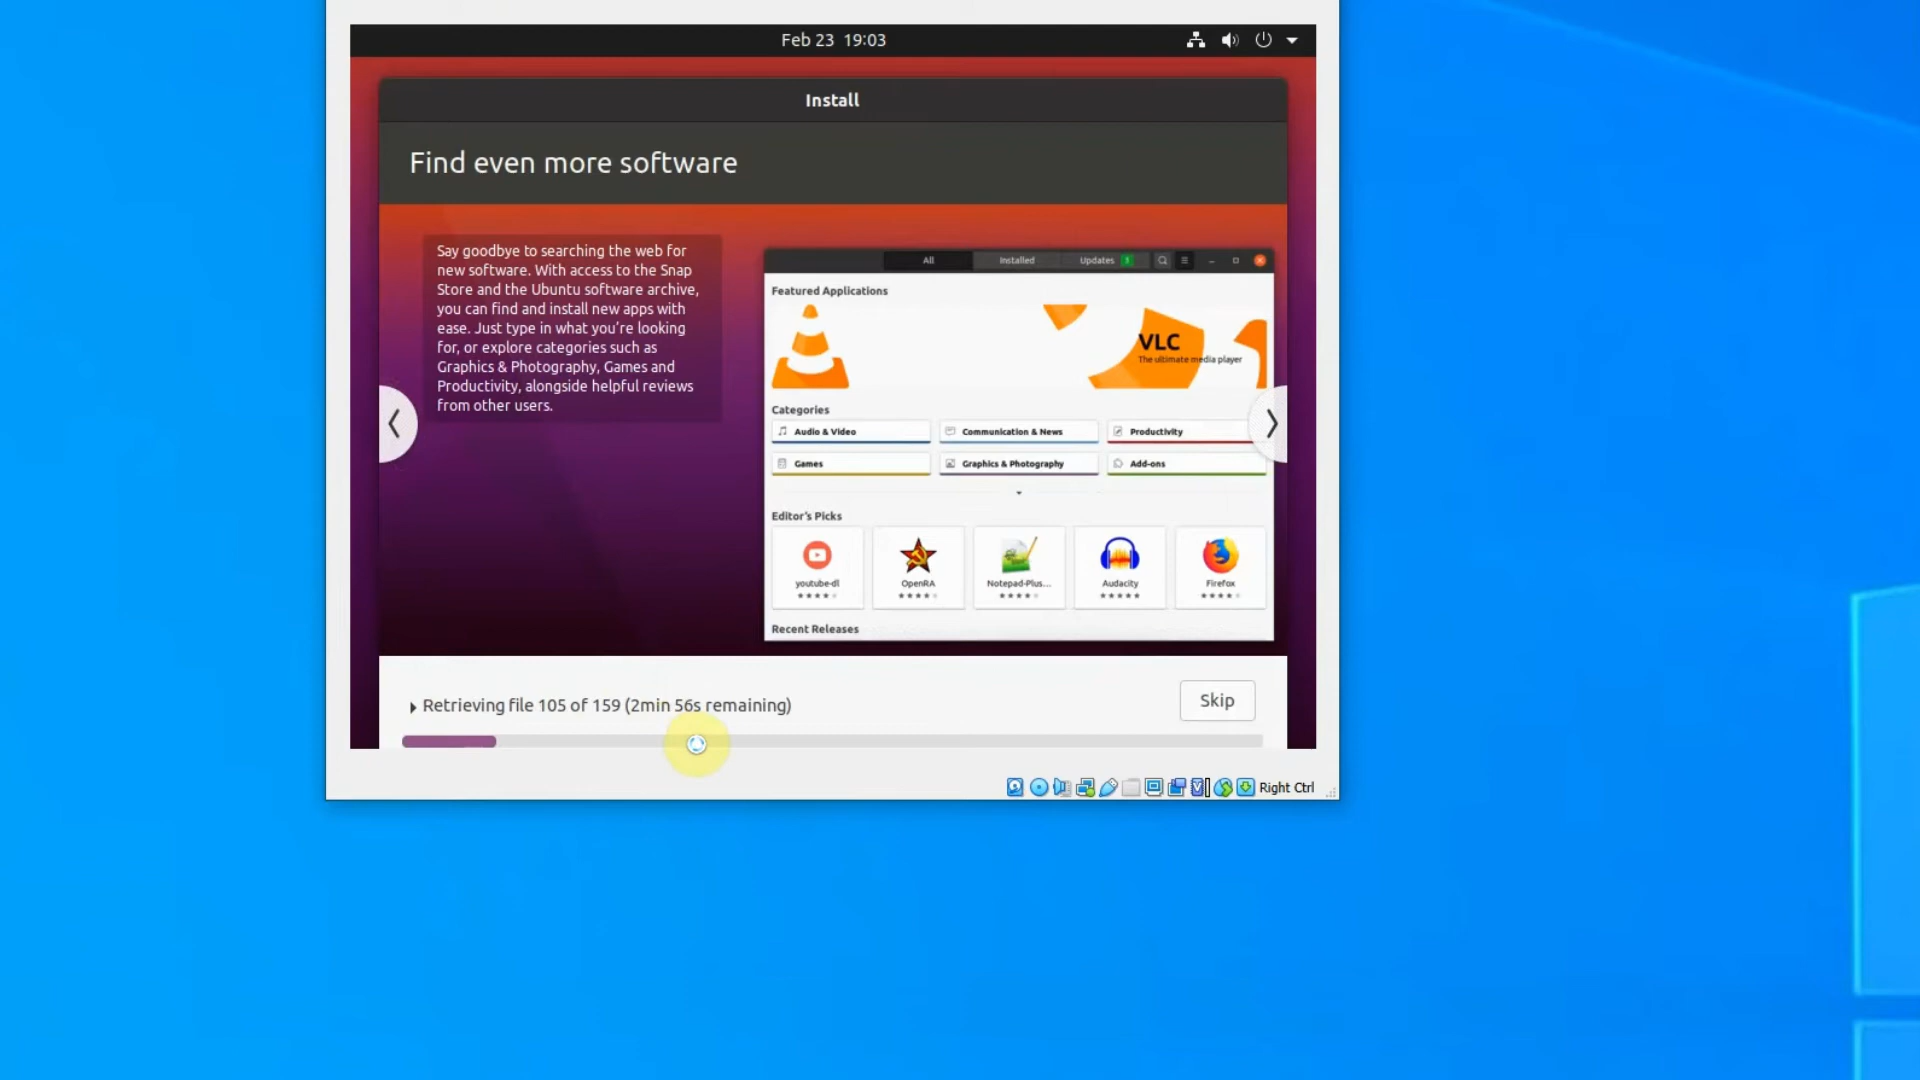 Feb 23 19:03
Install
Find even more software
Say goodbye to searching the web for
new software. With access to the Snap
Store and the Ubuntu software archive,
you can find and install new apps with
ease. Just type in what you're looking
for, or explore categories such as
Graphics & Photography, Games and
Productivity, alongside helpful reviews
from other users.
All Installed Updates
Featured Applications
VLC
The ultimate media player
Categories
Audio & Video Communication & News Productivity
Games Graphics & Photography Add-ons
Editor's Picks
youtube-dl OpenRA Notepad-Plus... Audacity Firefox
Recent Releases
Retrieving file 105 of 159 (2min 56s remaining)
Skip
Right Ctrl